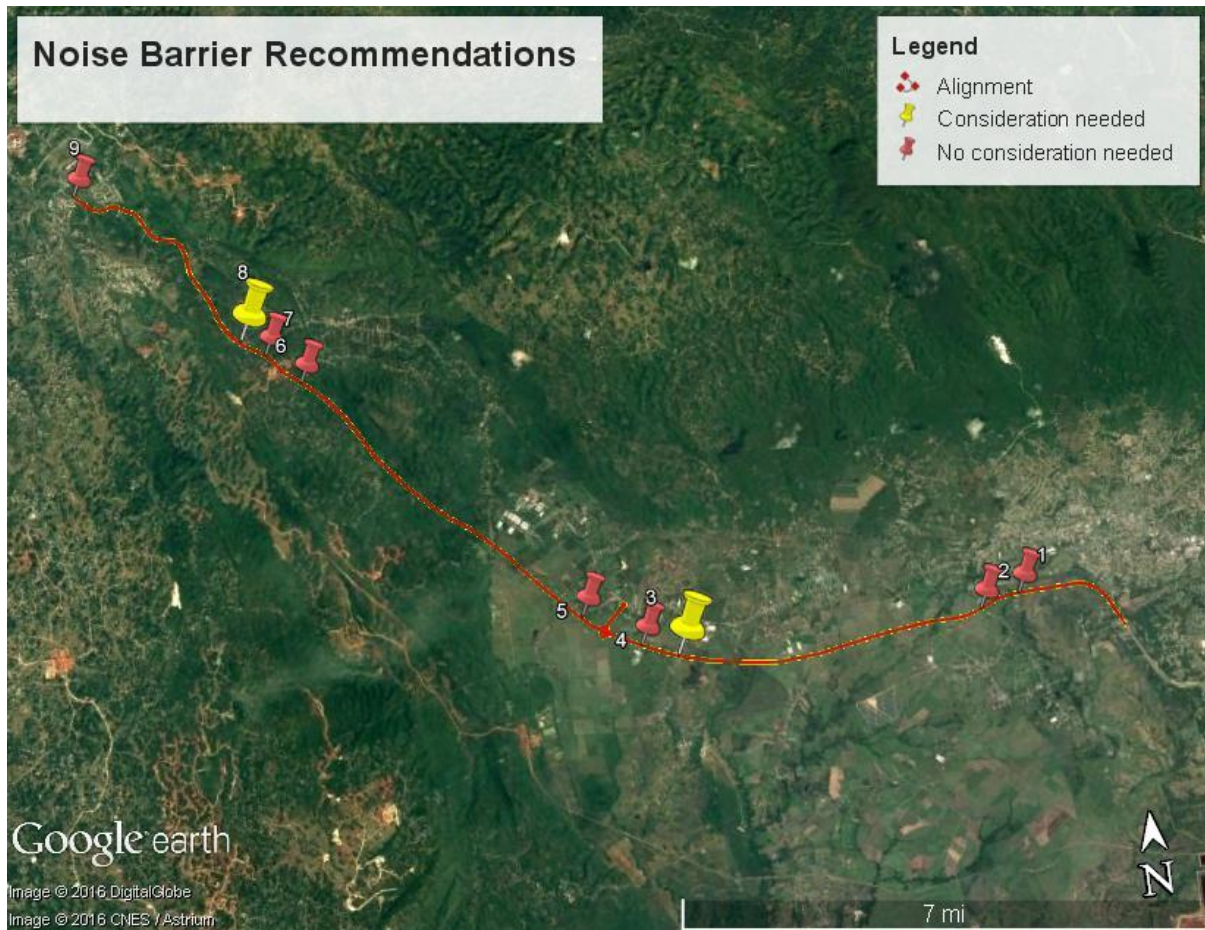 Noise Barrier Recommendations
Legend
Alignment
Consideration needed
No consideration needed
9
8
7
6
5
4
3
2
1
Google earth
N
Image © 2016 DigitalGlobe
Image © 2016 CNES / Astrium
7 mi